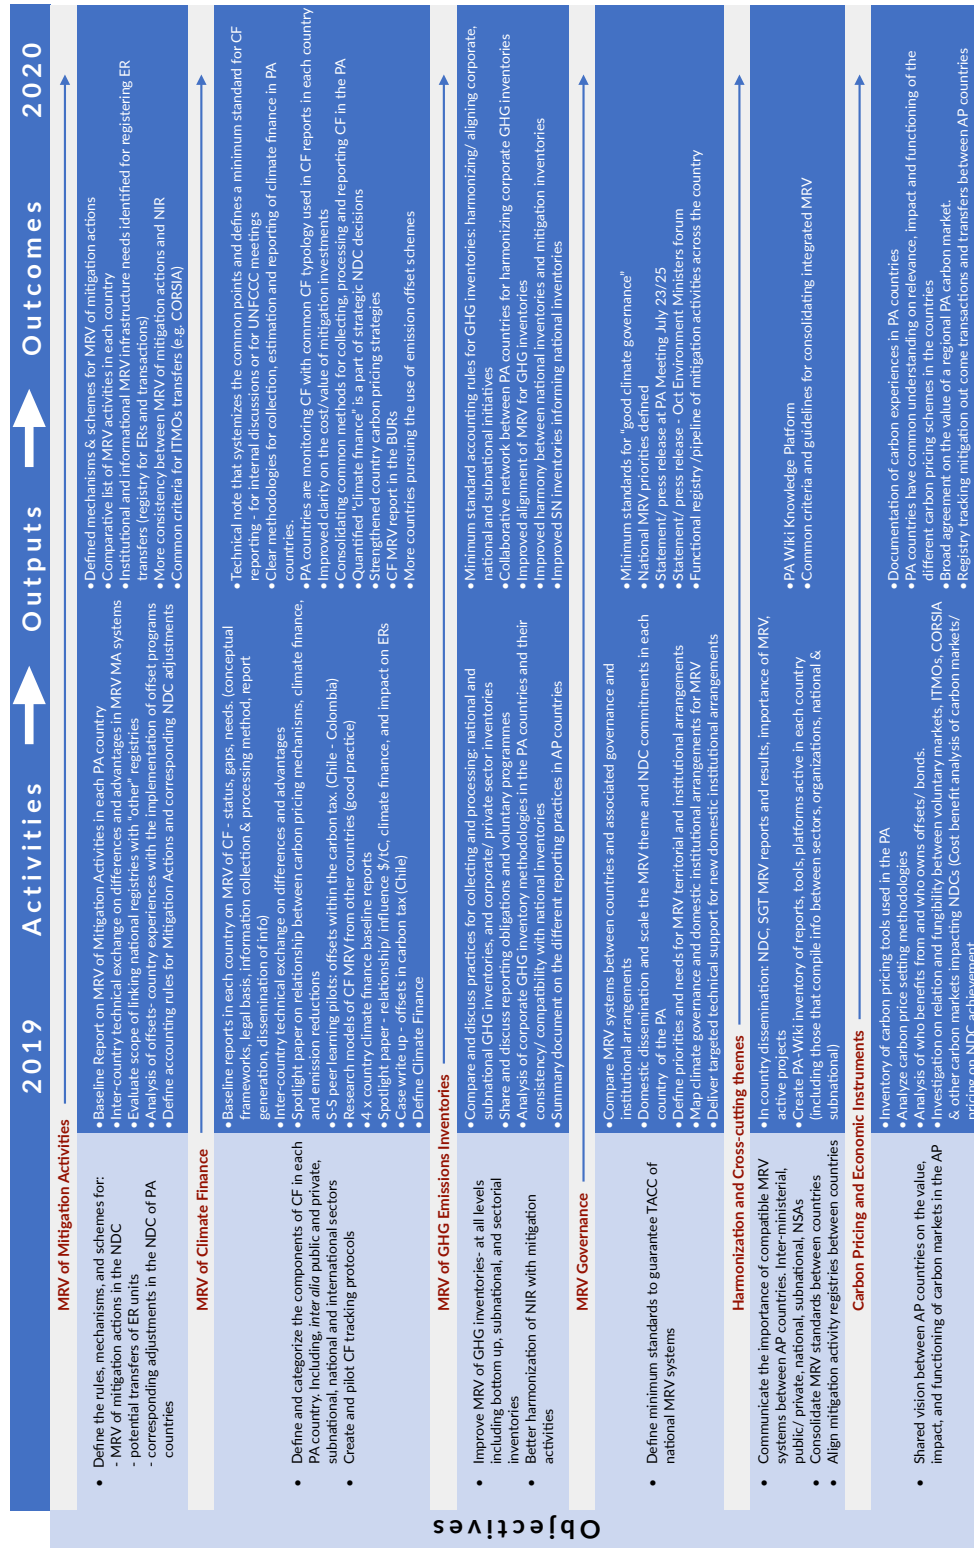 2019 Activities Outputs Outcomes 2020
Objectives
MRV of Mitigation Activities
• Define the rules, mechanisms, and schemes for:
- MRV of mitigation actions in the NDC
- potential transfers of ER units
- corresponding adjustments in the NDC of PA
countries
• Baseline Report on MRV of Mitigation Activities in each PA country
• Inter-country technical exchange on differences and advantages in MRV MA systems
• Evaluate scope of linking national registries with "other" registries
• Analysis of offsets- country experiences with the implementation of offset programs
• Define accounting rules for Mitigation Actions and corresponding NDC adjustments
• Defined mechanisms & schemes for MRV of mitigation actions
• Comparative list of MRV activities in each country
• Institutional and informational MRV infrastructure needs identified for registering ER
transfers (registry for ERs and transactions)
• More consistency between MRV of mitigation actions and NIR
• Common criteria for ITMOs transfers (e.g. CORSIA)
MRV of Climate Finance
• Define and categorize the components of CF in each
PA country. Including, inter dia public and private,
subnational, national and international sectors
• Create and pilot CF tracking protocols
• Baseline reports in each country on MRV of CF - status, gaps, needs. (conceptual
frameworks, legal basis, information collection & processing method, report
generation, dissemination of info)
• Inter-country technical exchange on differences and advantages
• Spotlight paper on relationship between carbon pricing mechanisms, climate finance,
and emission reductions
• S-S peer learning pilots: offsets within the carbon tax. (Chile - Colombia)
• Research models of CF MRV from other countries (good practice)
• 4 x country climate finance baseline reports
• Spotlight paper - relationship/ influence $/tC, climate finance, and impact on ERs
• Case write up - offsets in carbon tax (Chile)
• Define Climate Finance
• Technical note that systemizes the common points and defines a minimum standard for CF
reporting - for internal discussions or for UNFCCC meetings
• Clear methodologies for collection, estimation and reporting of climate finance in PA
countries.
• PA countries are monitoring CF with common CF typology used in CF reports in each country
• Improved clarity on the cost/value of mitigation investments
• Consolidating common methods for collecting, processing and reporting CF in the PA
• Quantified "climate finance" is a part of strategic NDC decisions
• Strengthened country carbon pricing strategies
• CF MRV report in the BURs
• More countries pursuing the use of emission offset schemes
MRV of GHG Emissions Inventories
• Improve MRV of GHG inventories- at all levels
including bottom up, subnational, and sectorial
inventories
• Better harmonization of NIR with mitigation
activities
• Compare and discuss practices for collecting and processing: national and
subnational GHG inventories, and corporate/ private sector inventories
• Share and discuss reporting obligations and voluntary programmes
• Analysis of corporate GHG inventory methodologies in the PA countries and their
consistency/ compatibility with national inventories
• Summary document on the different reporting practices in AP countries
• Minimum standard accounting rules for GHG inventories: harmonizing/ aligning corporate,
national and subnational initiatives
• Collaborative network between PA countries for harmonizing corporate GHG inventories
• Improved alignment of MRV for GHG inventories
• Improved harmony between national inventories and mitigation inventories
• Improved SN inventories informing national inventories
MRV Governance
• Define minimum standards to guarantee TACC of
national MRV systems
• Compare MRV systems between countries and associated governance and
institutional arrangements
• Domestic dissemination and scale the MRV theme and NDC commitments in each
country of the PA
• Define priorities and needs for MRV territorial and institutional arrangements
• Map climate governance and domestic institutional arrangements for MRV
• Deliver targeted technical support for new domestic institutional arrangements
• Minimum standards for "good climate governance"
• National MRV priorities defined
• Statement/ press release at PA Meeting July 23/25
• Statement/ press release - Oct Environment Ministers forum
• Functional registry /pipeline of mitigation activities across the country
Harmonization and Cross-cutting themes
• Communicate the importance of compatible MRV
systems between AP countries. Inter-ministerial,
public/ private, national, subnational, NSAs
• Consolidate MRV standards between countries
• Align mitigation activity registries between countries
• In country dissemination: NDC, SGT MRV reports and results, importance of MRV,
active projects
• Create PA-Wiki inventory of reports, tools, platforms active in each country
(including those that compile info between sectors, organizations, national &
subnational)
• PA Wiki Knowledge Platform
• Common criteria and guidelines for consolidating integrated MRV
Carbon Pricing and Economic Instruments
• Shared vision between AP countries on the value,
impact, and functioning of carbon markets in the AP
• Inventory of carbon pricing tools used in the PA
• Analyze carbon price setting methodologies
• Analysis of who benefits from and who owns offsets/ bonds.
• Investigation on relation and fungibility between voluntary markets, ITMOs, CORSIA
& other carbon markets impacting NDCs (Cost benefit analysis of carbon markets/
pricing on NDC achievement
• Documentation of carbon experiences in PA countries
• PA countries have common understanding on relevance, impact and functioning of the
different carbon pricing schemes in the countries
• Broad agreement on the value of a regional PA carbon market.
• Registry tracking mitigation out come transactions and transfers between AP countries